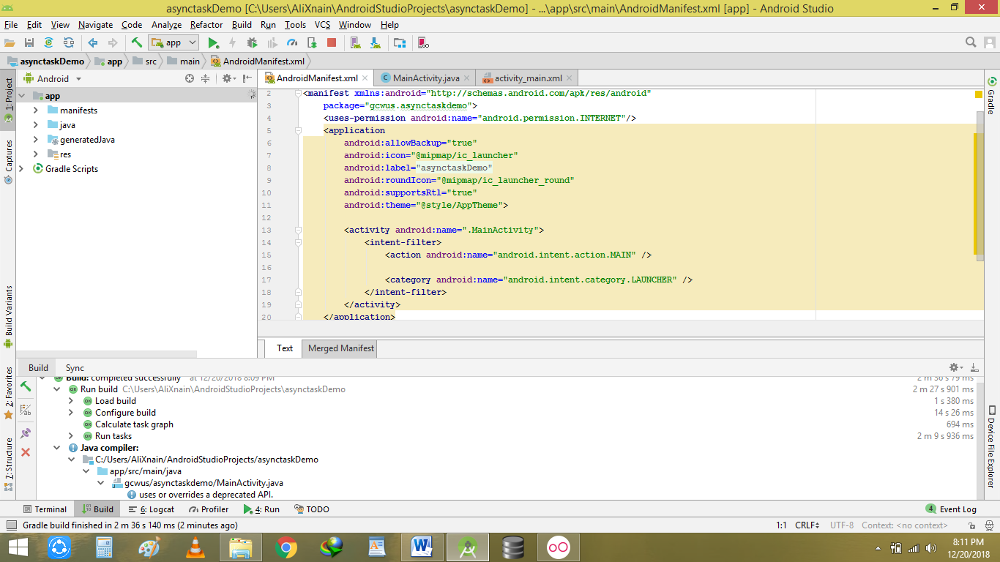 asynctaskDemo [C:\Users\AliXnain\AndroidStudioProjects\asynctaskDemo] - ...\app\src\main\AndroidManifest.xml [app] - Android Studio
File Edit View Navigate Code Analyze Refactor Build Run Tools VCS Window Help
app
asynctaskDemo app src main AndroidManifest.xml
Android
AndroidManifest.xml MainActivity.java activity_main.xml
1: Project
Captures
Build Variants
2: Favorites
7: Structure
app
manifests
java
generatedJava
res
Gradle Scripts
2 <manifest xmlns:android="http://schemas.android.com/apk/res/android"
3 package="gcwus.asynctaskdemo">
4 <uses-permission android:name="android.permission.INTERNET"/>
5 <application
6 android:allowBackup="true"
7 android:icon="@mipmap/ic_launcher"
8 android:label="asynctaskDemo"
9 android:roundIcon="@mipmap/ic_launcher_round"
10 android:supportsRtl="true"
11 android:theme="@style/AppTheme">
12
13 <activity android:name=".MainActivity">
14 <intent-filter>
15 <action android:name="android.intent.action.MAIN" />
16
17 <category android:name="android.intent.category.LAUNCHER" />
18 </intent-filter>
19 </activity>
20 </application>
Text Merged Manifest
Gradle
Device File Explorer
Build Sync
Build: completed successfully at 12/20/2018 8:09 PM 2 m 36 s 79 ms
Run build C:\Users\AliXnain\AndroidStudioProjects\asynctaskDemo 2 m 27 s 901 ms
Load build 1 s 380 ms
Configure build 14 s 26 ms
Calculate task graph 694 ms
Run tasks 2 m 9 s 936 ms
Java compiler:
C:/Users/AliXnain/AndroidStudioProjects/asynctaskDemo
app/src/main/java
gcwus/asynctaskdemo/MainActivity.java
uses or overrides a deprecated API.
Terminal Build 6: Logcat Profiler 4: Run TODO 4 Event Log
Gradle build finished in 2 m 36 s 140 ms (2 minutes ago) 1:1 CRLF UTF-8 Context: <no context>
8:11 PM
12/20/2018